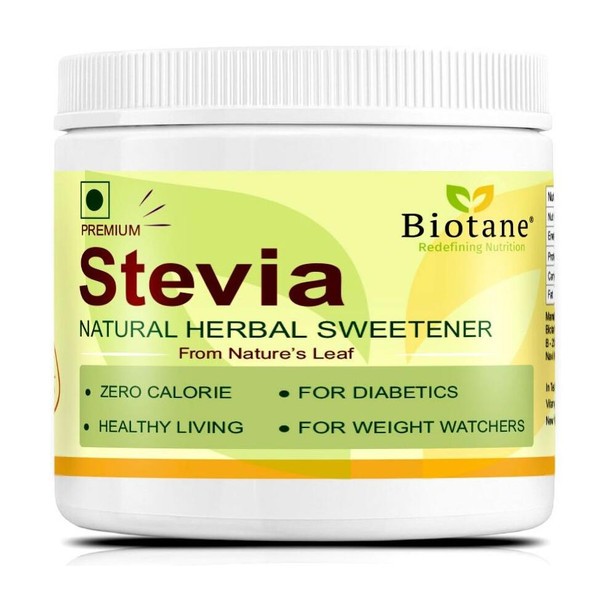 PREMIUM
Stevia
NATURAL HERBAL SWEETENER
From Nature's Leaf
• ZERO CALORIE
• FOR DIABETICS
• HEALTHY LIVING
• FOR WEIGHT WATCHERS
Biotane®
Redefining Nutrition
Fat